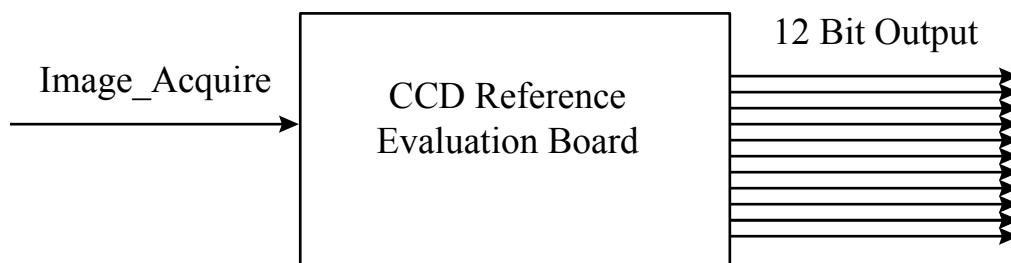 Image_Acquire
CCD Reference
Evaluation Board
12 Bit Output